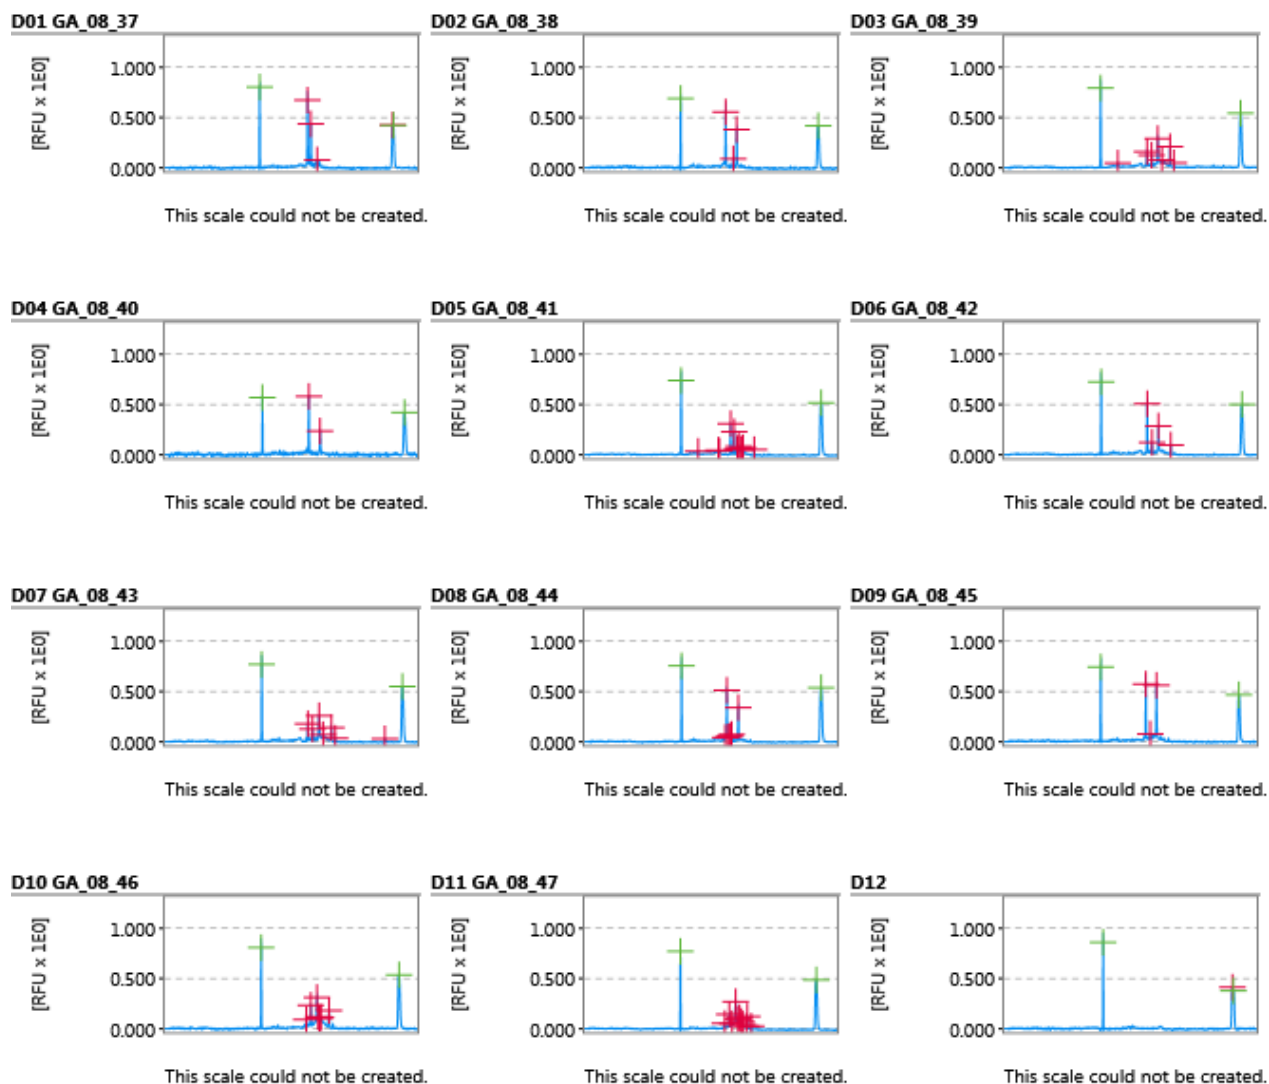 D01 GA_08_37
D02 GA_08_38
D03 GA_08_39
[RFU x 1E0]
1.000
0.500
0.000
[RFU x 1E0]
1.000
0.500
0.000
[RFU x 1E0]
1.000
0.500
0.000
This scale could not be created.
This scale could not be created.
This scale could not be created.
D04 GA_08_40
D05 GA_08_41
D06 GA_08_42
[RFU x 1E0]
1.000
0.500
0.000
[RFU x 1E0]
1.000
0.500
0.000
[RFU x 1E0]
1.000
0.500
0.000
This scale could not be created.
This scale could not be created.
This scale could not be created.
D07 GA_08_43
D08 GA_08_44
D09 GA_08_45
[RFU x 1E0]
1.000
0.500
0.000
[RFU x 1E0]
1.000
0.500
0.000
[RFU x 1E0]
1.000
0.500
0.000
This scale could not be created.
This scale could not be created.
This scale could not be created.
D10 GA_08_46
D11 GA_08_47
D12
[RFU x 1E0]
1.000
0.500
0.000
[RFU x 1E0]
1.000
0.500
0.000
[RFU x 1E0]
1.000
0.500
0.000
This scale could not be created.
This scale could not be created.
This scale could not be created.